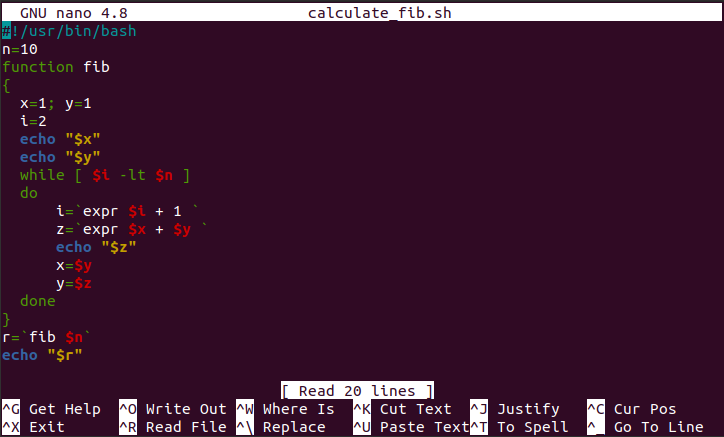 GNU nano 4.8 calculate_fib.sh
#!/usr/bin/bash
n=10
function fib
{
  x=1; y=1
  i=2
  echo "$x"
  echo "$y"
  while [ $i -lt $n ]
  do
      i=`expr $i + 1 `
      z=`expr $x + $y `
      echo "$z"
      x=$y
      y=$z
  done
}
r=`fib $n`
echo "$r"
[ Read 20 lines ]
^G Get Help ^O Write Out ^W Where Is ^K Cut Text ^J Justify ^C Cur Pos
^X Exit ^R Read File ^\ Replace ^U Paste Text ^T To Spell ^_ Go To Line